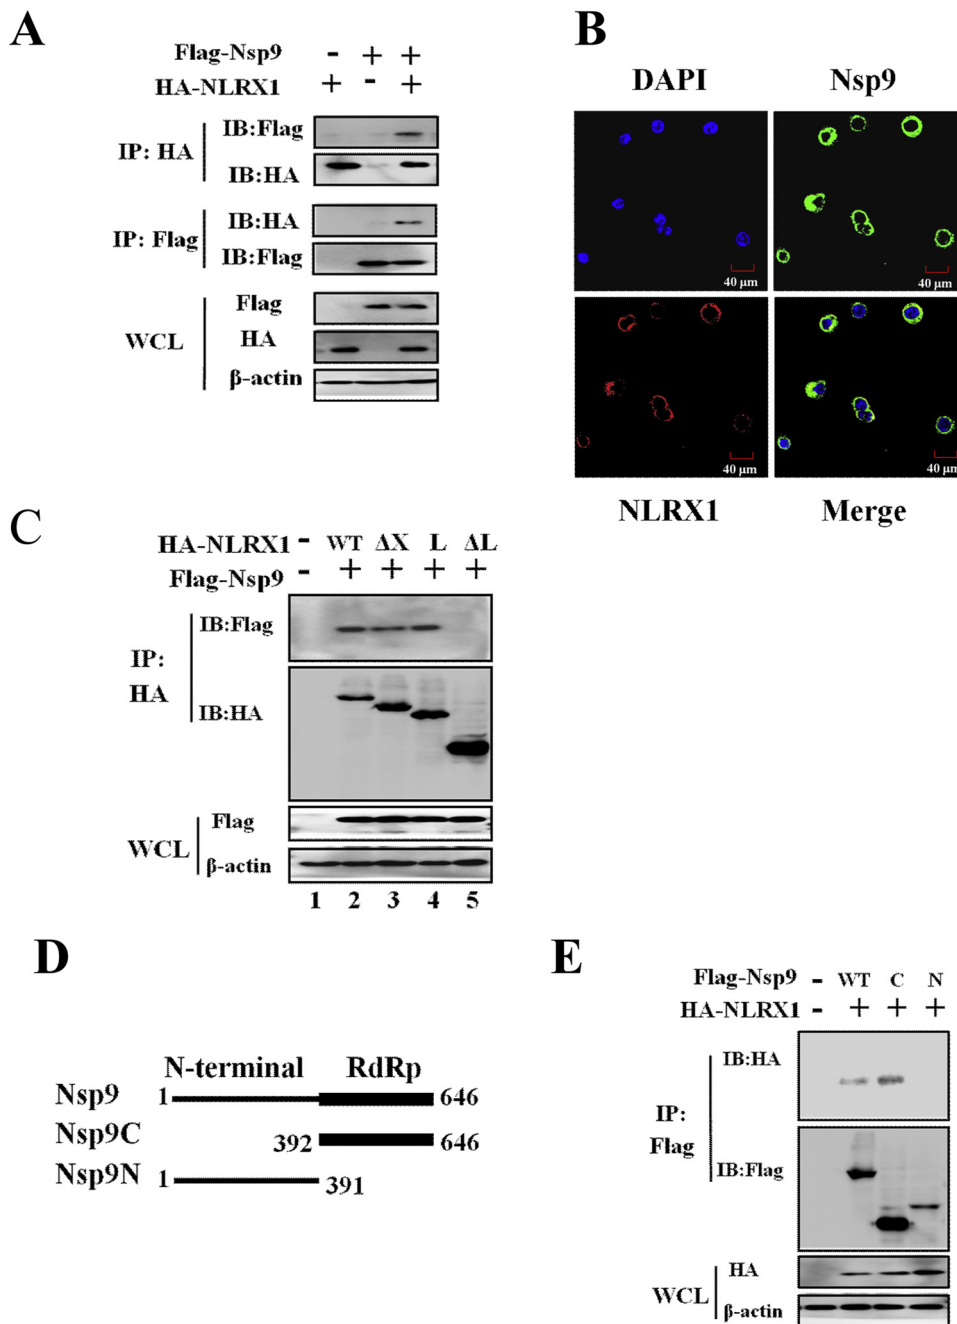 A
Flag-Nsp9 - + +
HA-NLRX1 + - +
IP: HA
IB:Flag
IB:HA
IP: Flag
IB:HA
IB:Flag
WCL
Flag
HA
β-actin
B
DAPI Nsp9
40 μm 40 μm
40 μm 40 μm
NLRX1 Merge
C
HA-NLRX1 - WT ΔX L ΔL
Flag-Nsp9 - + + + +
IP:
HA
IB:Flag
IB:HA
WCL
Flag
β-actin
1 2 3 4 5
D
N-terminal RdRp
Nsp9 1 646
Nsp9C 392 646
Nsp9N 1 391
E
Flag-Nsp9 - WT C N
HA-NLRX1 - + + +
IP:
Flag
IB:HA
IB:Flag
WCL
HA
β-actin